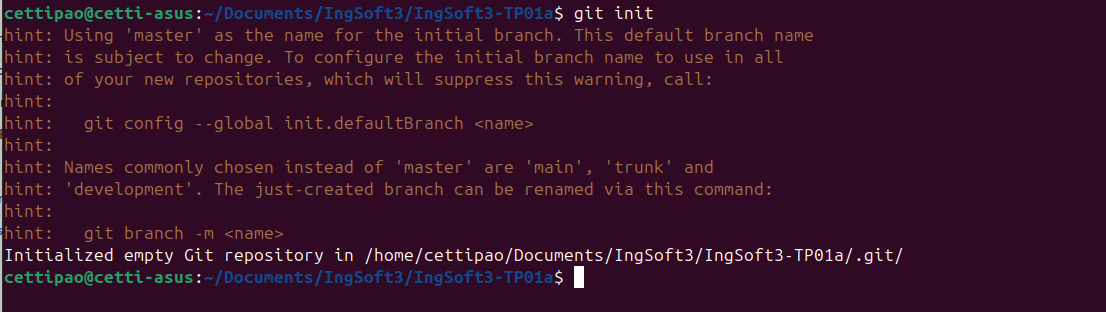 cettipao@cetti-asus:~/Documents/IngSoft3/IngSoft3-TP01a$ git init
hint: Using 'master' as the name for the initial branch. This default branch name
hint: is subject to change. To configure the initial branch name to use in all
hint: of your new repositories, which will suppress this warning, call:
hint:
hint:   git config --global init.defaultBranch <name>
hint:
hint: Names commonly chosen instead of 'master' are 'main', 'trunk' and
hint: 'development'. The just-created branch can be renamed via this command:
hint:
hint:   git branch -m <name>
Initialized empty Git repository in /home/cettipao/Documents/IngSoft3/IngSoft3-TP01a/.git/
cettipao@cetti-asus:~/Documents/IngSoft3/IngSoft3-TP01a$